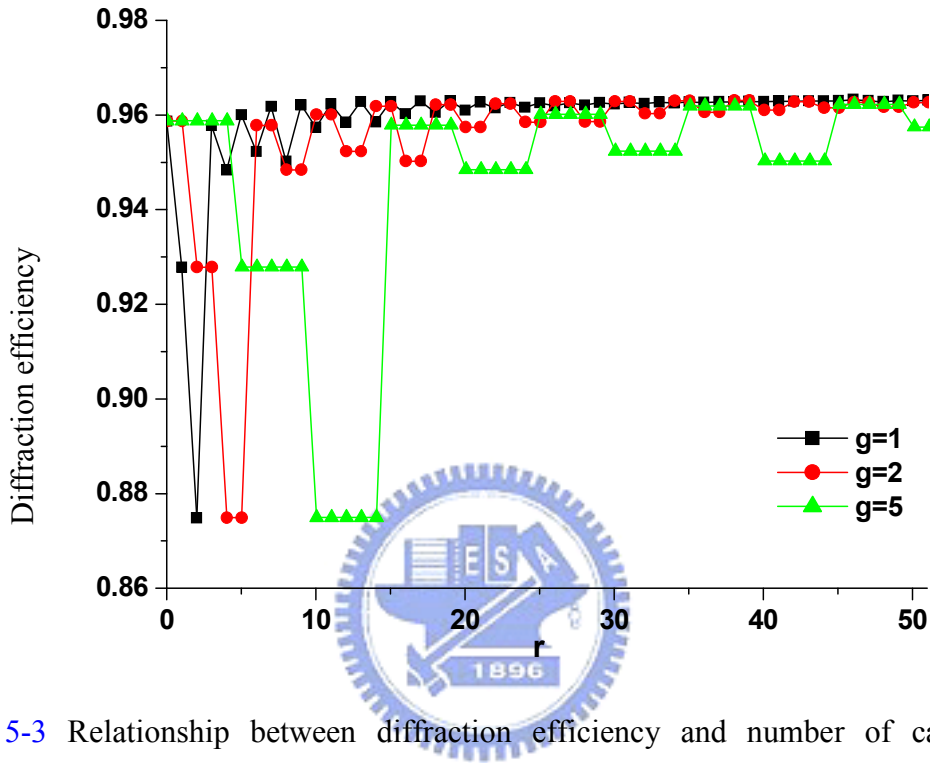 0.98
0.96
0.94
0.92
0.90
0.88
0.86
Diffraction efficiency
g=1
g=2
g=5
0 10 20 30 40 50
r
E S A
1896
5-3 Relationship between diffraction efficiency and number of ca